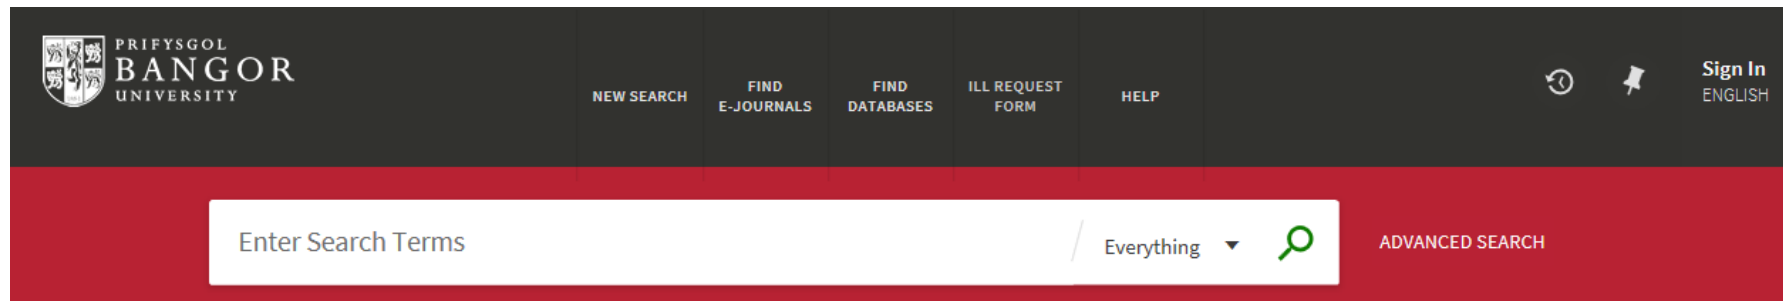 PRIFYSGOL
BANGOR
UNIVERSITY
NEW SEARCH
FIND
E-JOURNALS
FIND
DATABASES
ILL REQUEST
FORM
HELP
Sign In
ENGLISH
Enter Search Terms
Everything
ADVANCED SEARCH